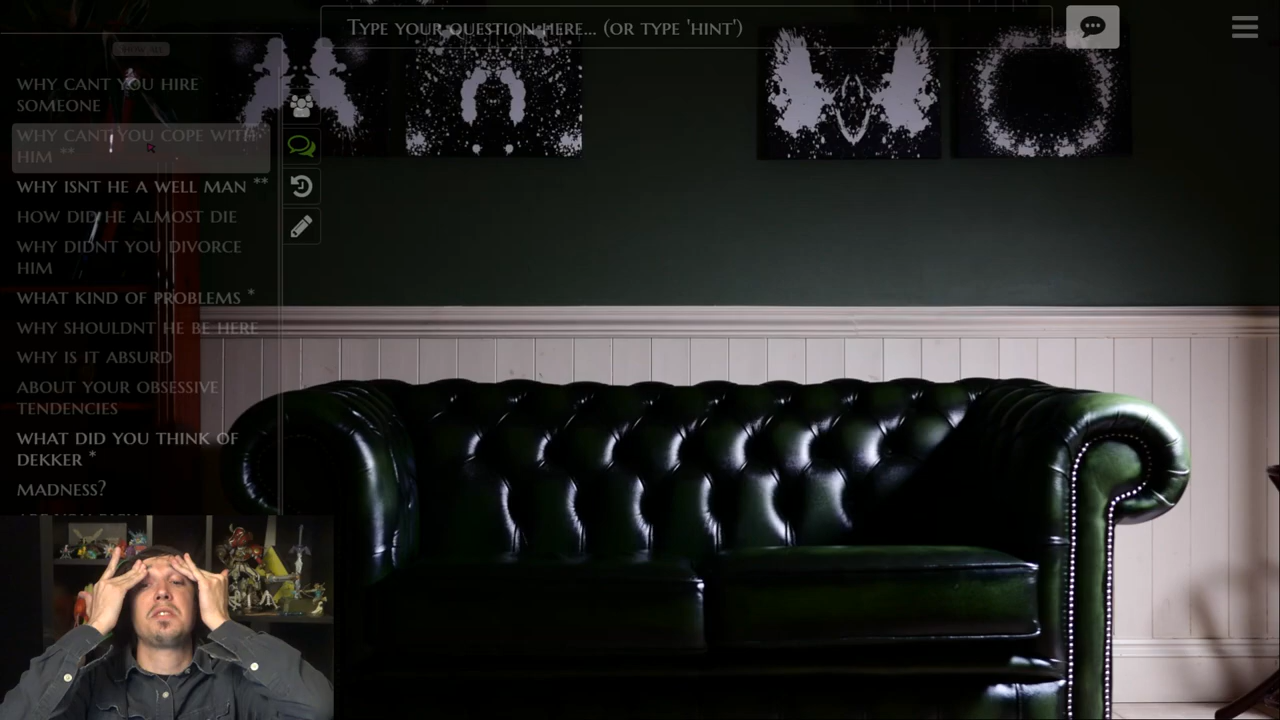 Type your question here... (or type 'hint')
SHOW ALL
WHY CANT YOU HIRE
SOMEONE
WHY CANT YOU COPE WITH
HIM **
WHY ISNT HE A WELL MAN **
HOW DID HE ALMOST DIE
WHY DIDNT YOU DIVORCE
HIM
WHAT KIND OF PROBLEMS *
WHY SHOULDNT HE BE HERE
WHY IS IT ABSURD
ABOUT YOUR OBSESSIVE
TENDENCIES
WHAT DID YOU THINK OF
DEKKER *
MADNESS?